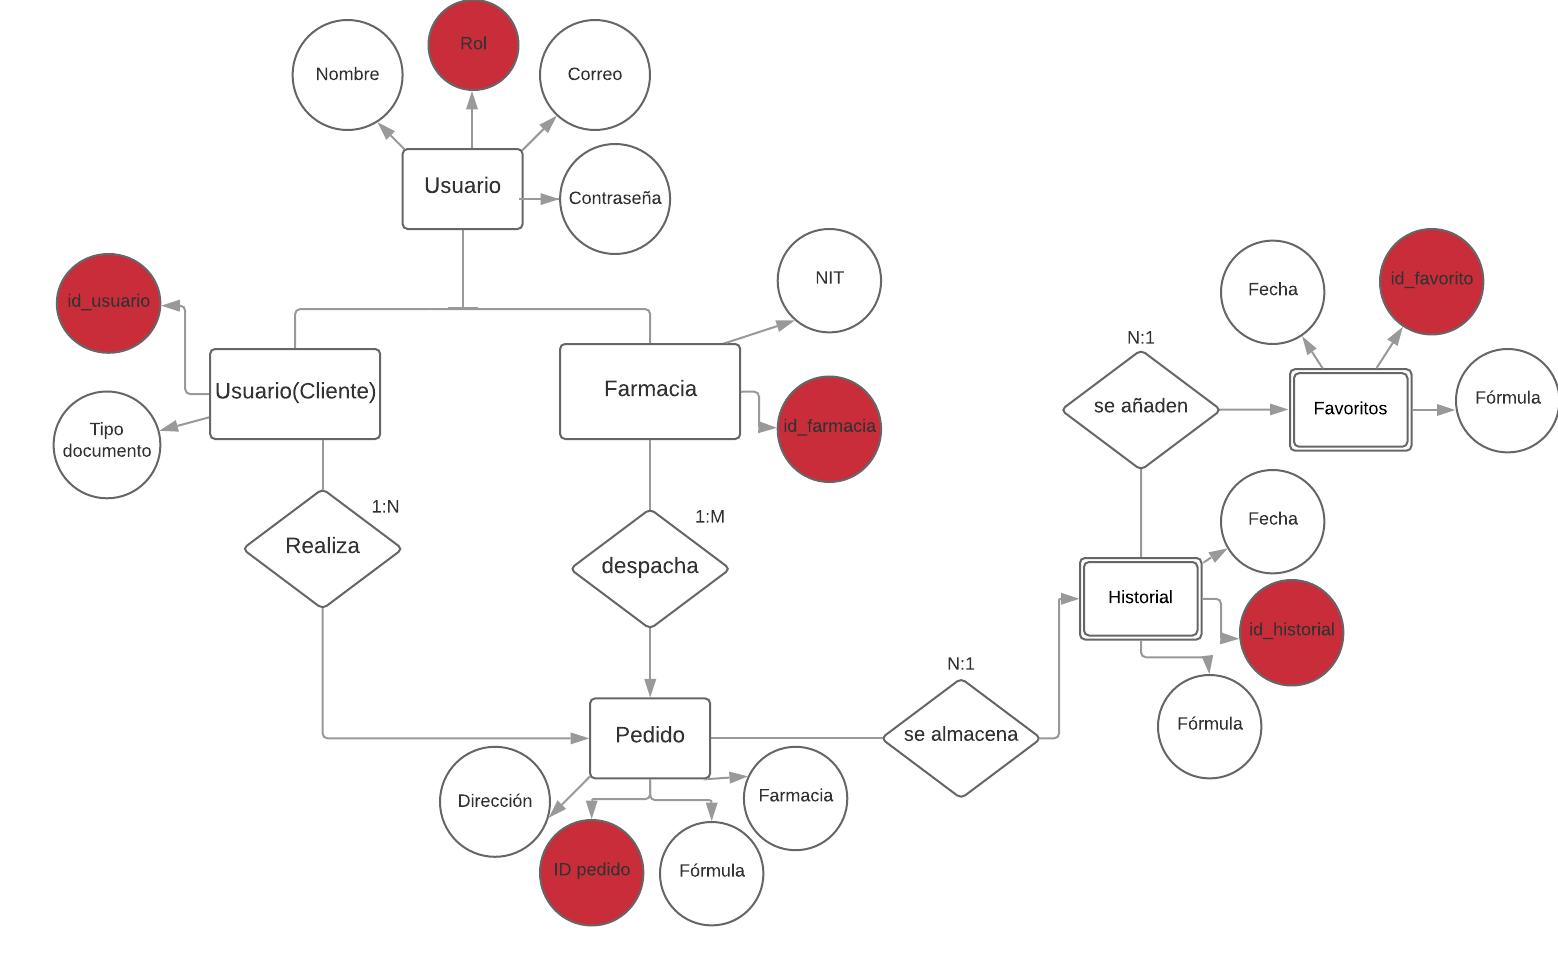 Rol
Nombre
Correo
Usuario
Contraseña
NIT
id_usuario
Usuario(Cliente)
Farmacia
Tipo
documento
id_farmacia
1:N
Realiza
1:M
despacha
Fecha
id_favorito
N:1
se añaden
Favoritos
Fórmula
Fecha
Historial
id_historial
Fórmula
N:1
se almacena
Pedido
Dirección
Farmacia
ID pedido
Fórmula